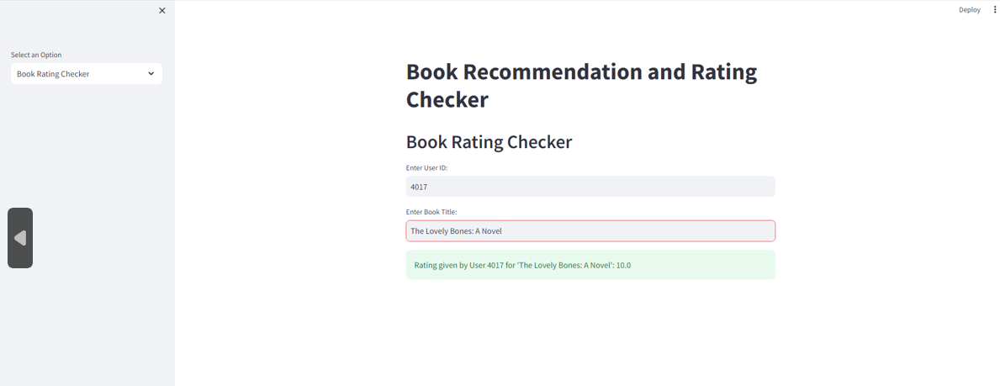 Deploy
Select an Option
Book Rating Checker
Book Recommendation and Rating
Checker
Book Rating Checker
Enter User ID:
4017
Enter Book Title:
The Lovely Bones: A Novel
Rating given by User 4017 for 'The Lovely Bones: A Novel': 10.0